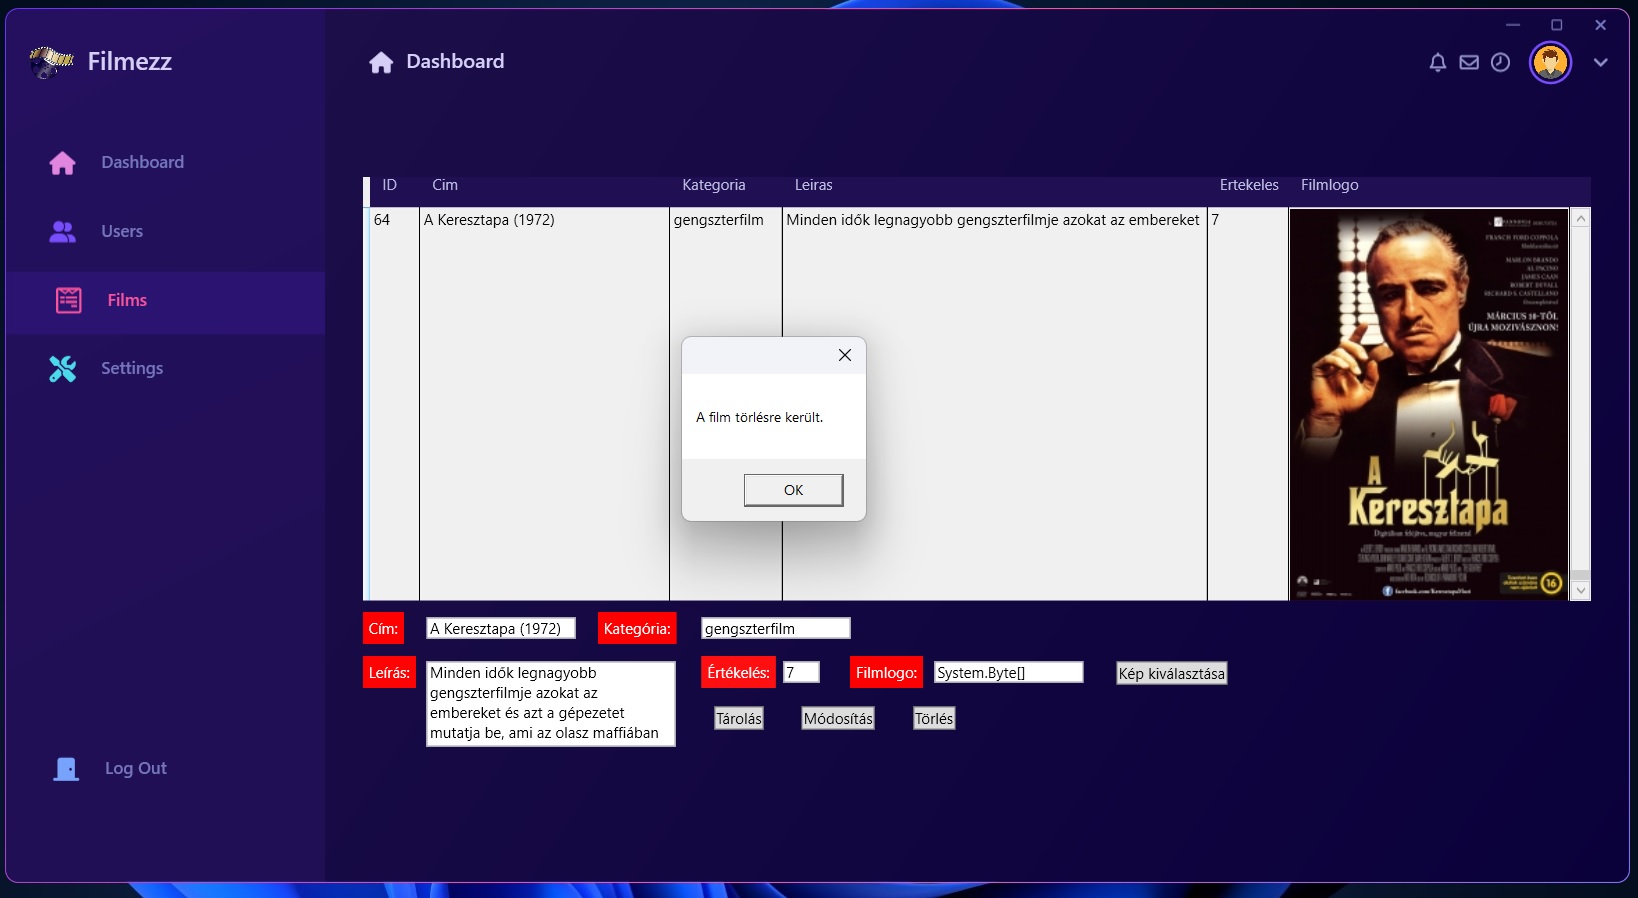 Filmezz
Dashboard
Dashboard
Users
Films
Settings
Log Out
ID Cim Kategoria Leiras Ertekeles Filmlogo
64 A Keresztapa (1972) gengszterfilm Minden idők legnagyobb gengszterfilmje azokat az embereket 7
FRANCIS FORD COPPOLA
MARLON BRANDO
AL PACINO
JAMES CAAN
ROBERT DUVALL
RICHARD S. CASTELLANO
MÁRCIUS 10-TŐL
ÚJRA MOZIVÁSZNON!
A
Keresztapa
16
A film törlésre került.
OK
Cím: A Keresztapa (1972) Kategória: gengszterfilm
Leírás: Minden idők legnagyobb
gengszterfilmje azokat az
embereket és azt a gépezetet
mutatja be, ami az olasz maffiában
Értékelés: 7 Filmlogo: System.Byte[] Kép kiválasztása
Tárolás Módosítás Törlés